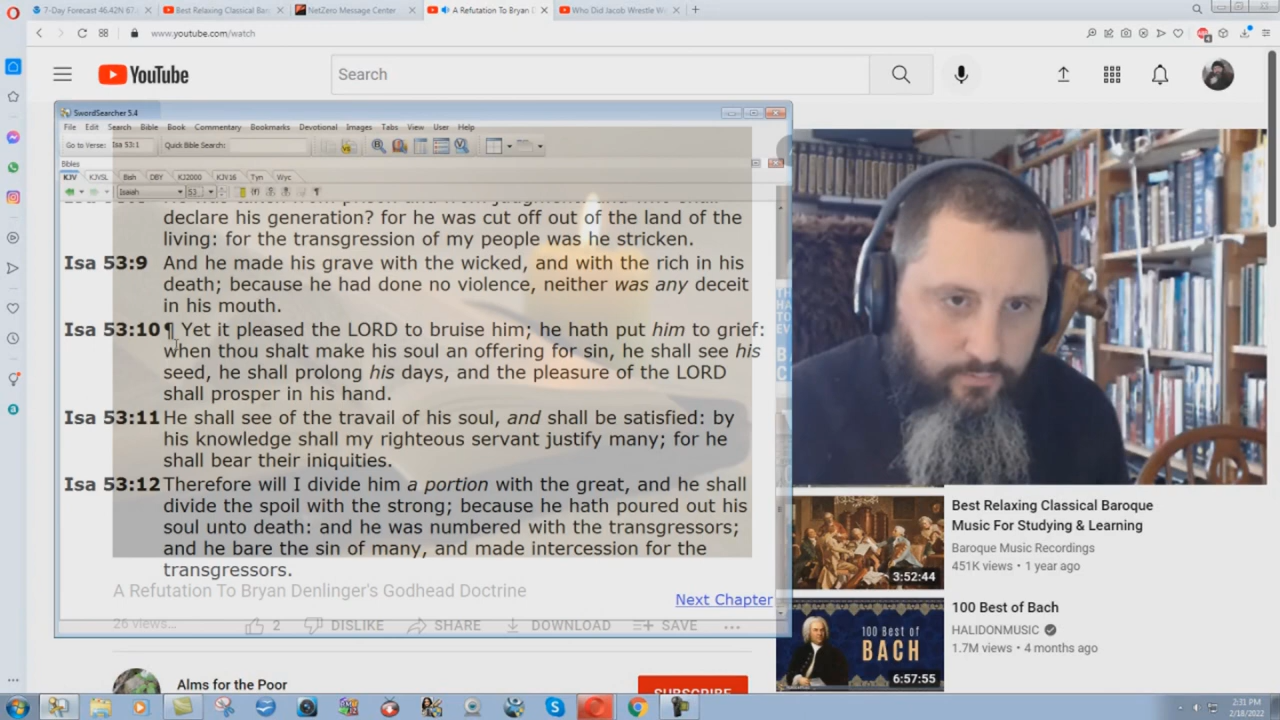 7-Day Forecast 46.42N 67.
Best Relaxing Classical Bar
NetZero Message Center
A Refutation To Bryan D
Who Did Jacob Wrestle W
www.youtube.com/watch
YouTube
Search
SwordSearcher 5.4
File Edit Search Bible Book Commentary Bookmarks Devotional Images Tabs View User Help
Go to Verse: Isa 53:1 Quick Bible Search:
Bibles
KJV KJVSL Bish DBY KJ2000 KJV16 Tyn Wyc
Isaiah 53
declare his generation? for he was cut off out of the land of the
living: for the transgression of my people was he stricken.
Isa 53:9 And he made his grave with the wicked, and with the rich in his
death; because he had done no violence, neither was any deceit
in his mouth.
Isa 53:10 ¶ Yet it pleased the LORD to bruise him; he hath put him to grief:
when thou shalt make his soul an offering for sin, he shall see his
seed, he shall prolong his days, and the pleasure of the LORD
shall prosper in his hand.
Isa 53:11 He shall see of the travail of his soul, and shall be satisfied: by
his knowledge shall my righteous servant justify many; for he
shall bear their iniquities.
Isa 53:12 Therefore will I divide him a portion with the great, and he shall
divide the spoil with the strong; because he hath poured out his
soul unto death: and he was numbered with the transgressors;
and he bare the sin of many, and made intercession for the
transgressors.
Next Chapter
A Refutation To Bryan Denlinger's Godhead Doctrine
26 views...
2 DISLIKE SHARE DOWNLOAD SAVE
Alms for the Poor
SUBSCRIBE
3:52:44
Best Relaxing Classical Baroque
Music For Studying & Learning
Baroque Music Recordings
451K views • 1 year ago
100 BEST OF
BACH
6:57:55
100 Best of Bach
HALIDONMUSIC
1.7M views • 4 months ago
2:31 PM
2/18/2022